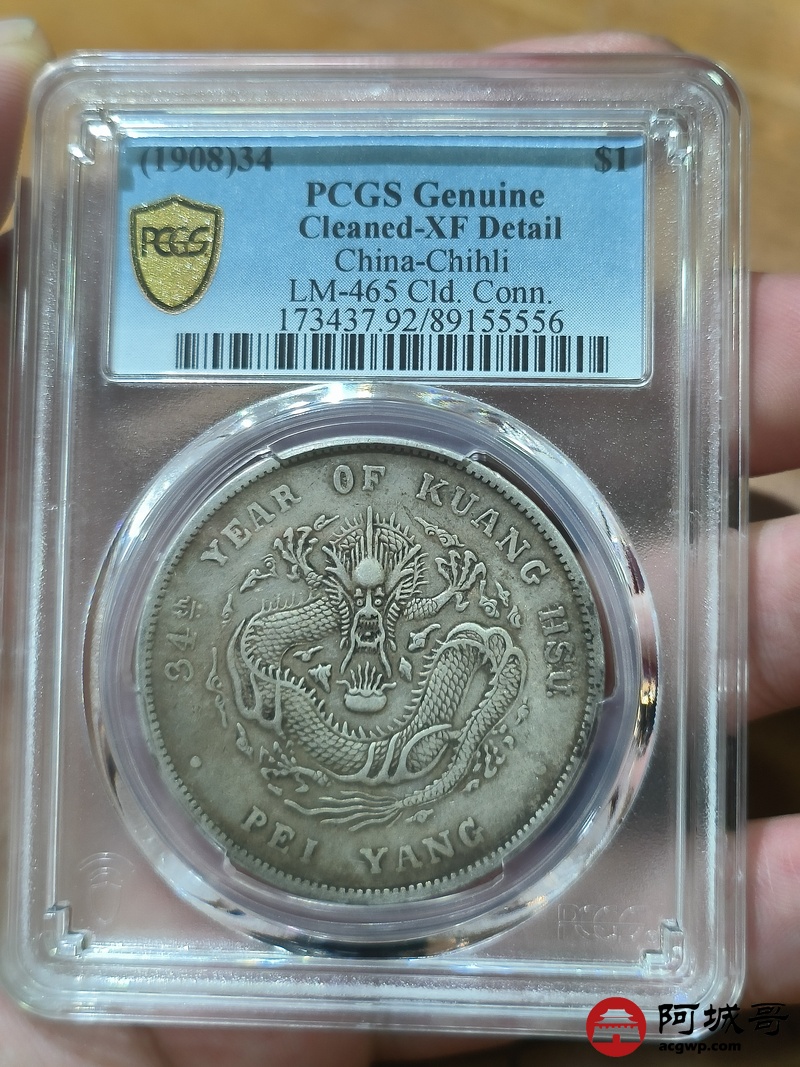 (1908)34 $1
PCGS Genuine
Cleaned-XF Detail
China-Chihli
LM-465 Cld. Conn.
173437.92/89155556
PCGS
34th YEAR OF KUANG HSU
PEI YANG
PCGS
阿城哥
acgwp.com